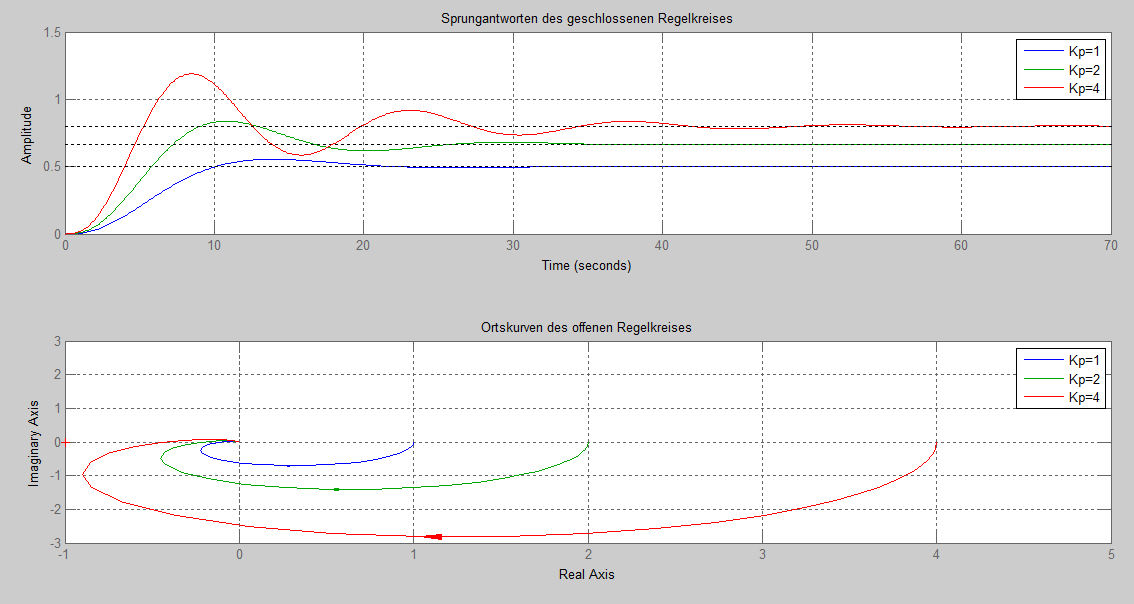 Sprungantworten des geschlossenen Regelkreises
1.5
1
0.5
0
Amplitude
Kp=1
Kp=2
Kp=4
0 10 20 30 40 50 60 70
Time (seconds)
Ortskurven des offenen Regelkreises
3
2
1
0
-1
-2
-3
Imaginary Axis
Kp=1
Kp=2
Kp=4
-1 0 1 2 3 4 5
Real Axis